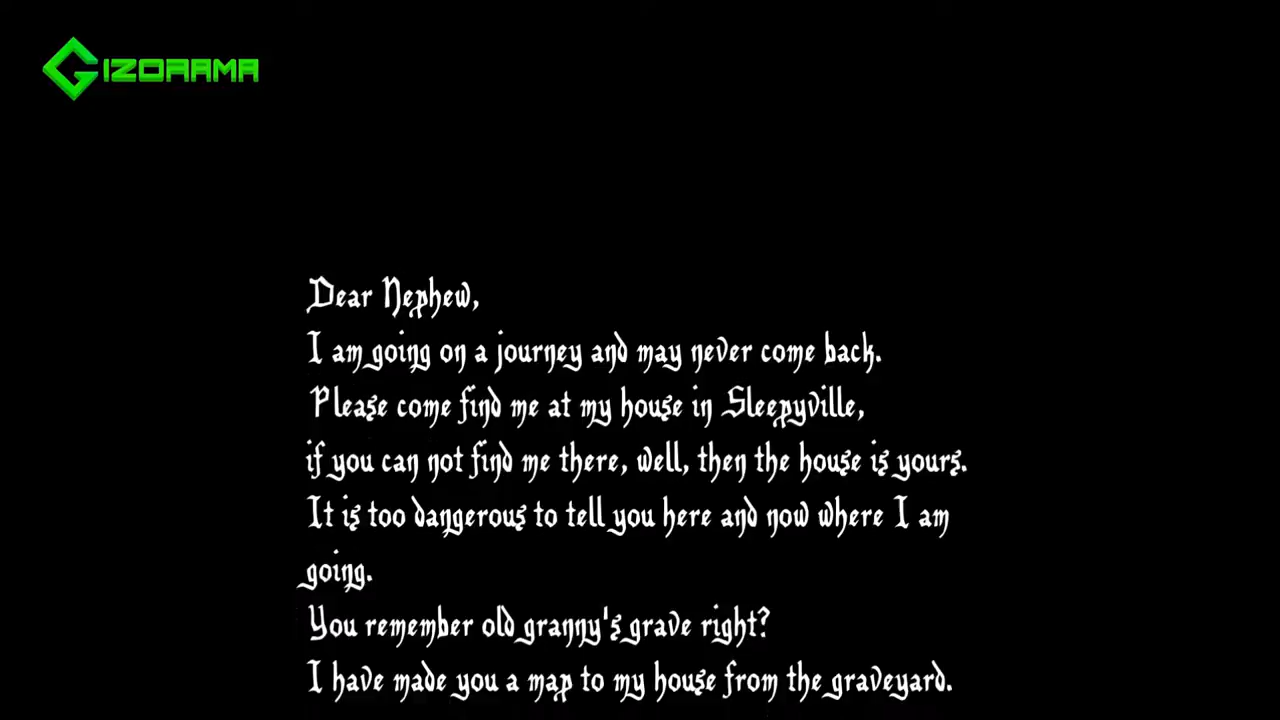 GIZORAMA
Dear Nephew,
I am going on a journey and may never come back.
Please come find me at my house in Sleepyville,
if you can not find me there, well, then the house is yours.
It is too dangerous to tell you here and now where I am
going.
You remember old granny's grave right?
I have made you a map to my house from the graveyard.